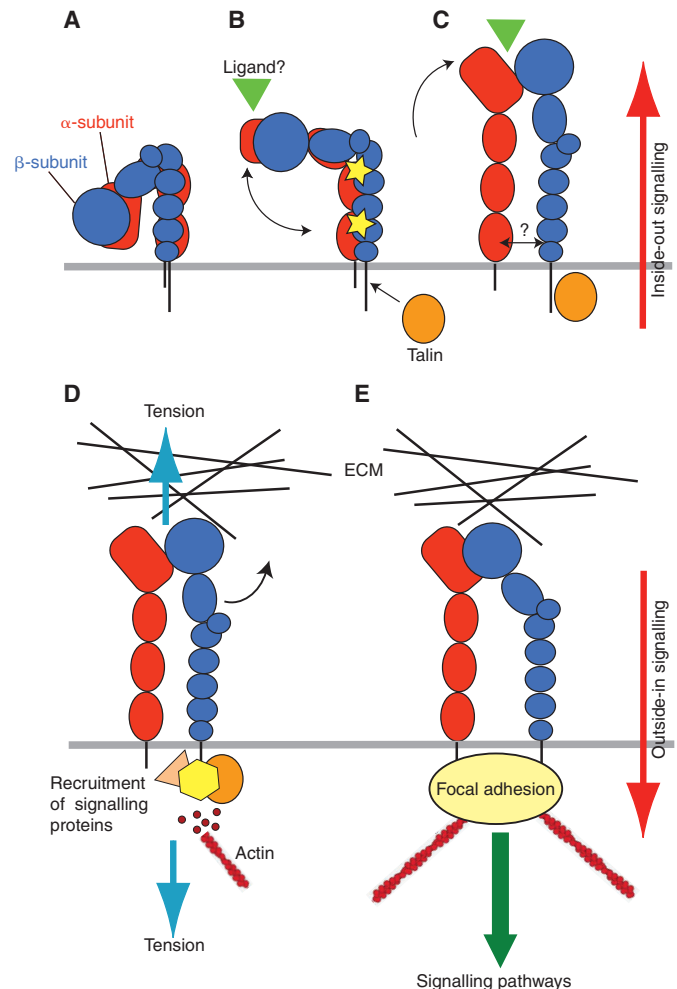 A
B
C
Ligand?
α-subunit
β-subunit
?
Talin
Inside-out signalling
D
E
Tension
ECM
Recruitment
of signalling
proteins
Actin
Tension
Focal adhesion
Outside-in signalling
Signalling pathways